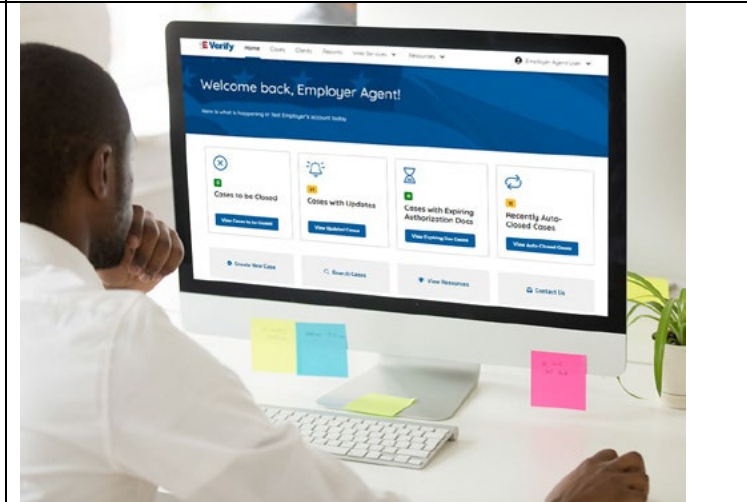 E Verify Home Cases Clients Reports Web Services Resources Employer Agent User
Welcome back, Employer Agent!
Here is what is happening in Test Employer's account today
Cases to be Closed
View Cases to be Closed
Cases with Updates
View Updated Cases
Cases with Expiring
Authorization Docs
View Expiring Doc Cases
Recently Auto-
Closed Cases
View Auto-Closed Cases
Create New Case
Search Cases
View Resources
Contact Us